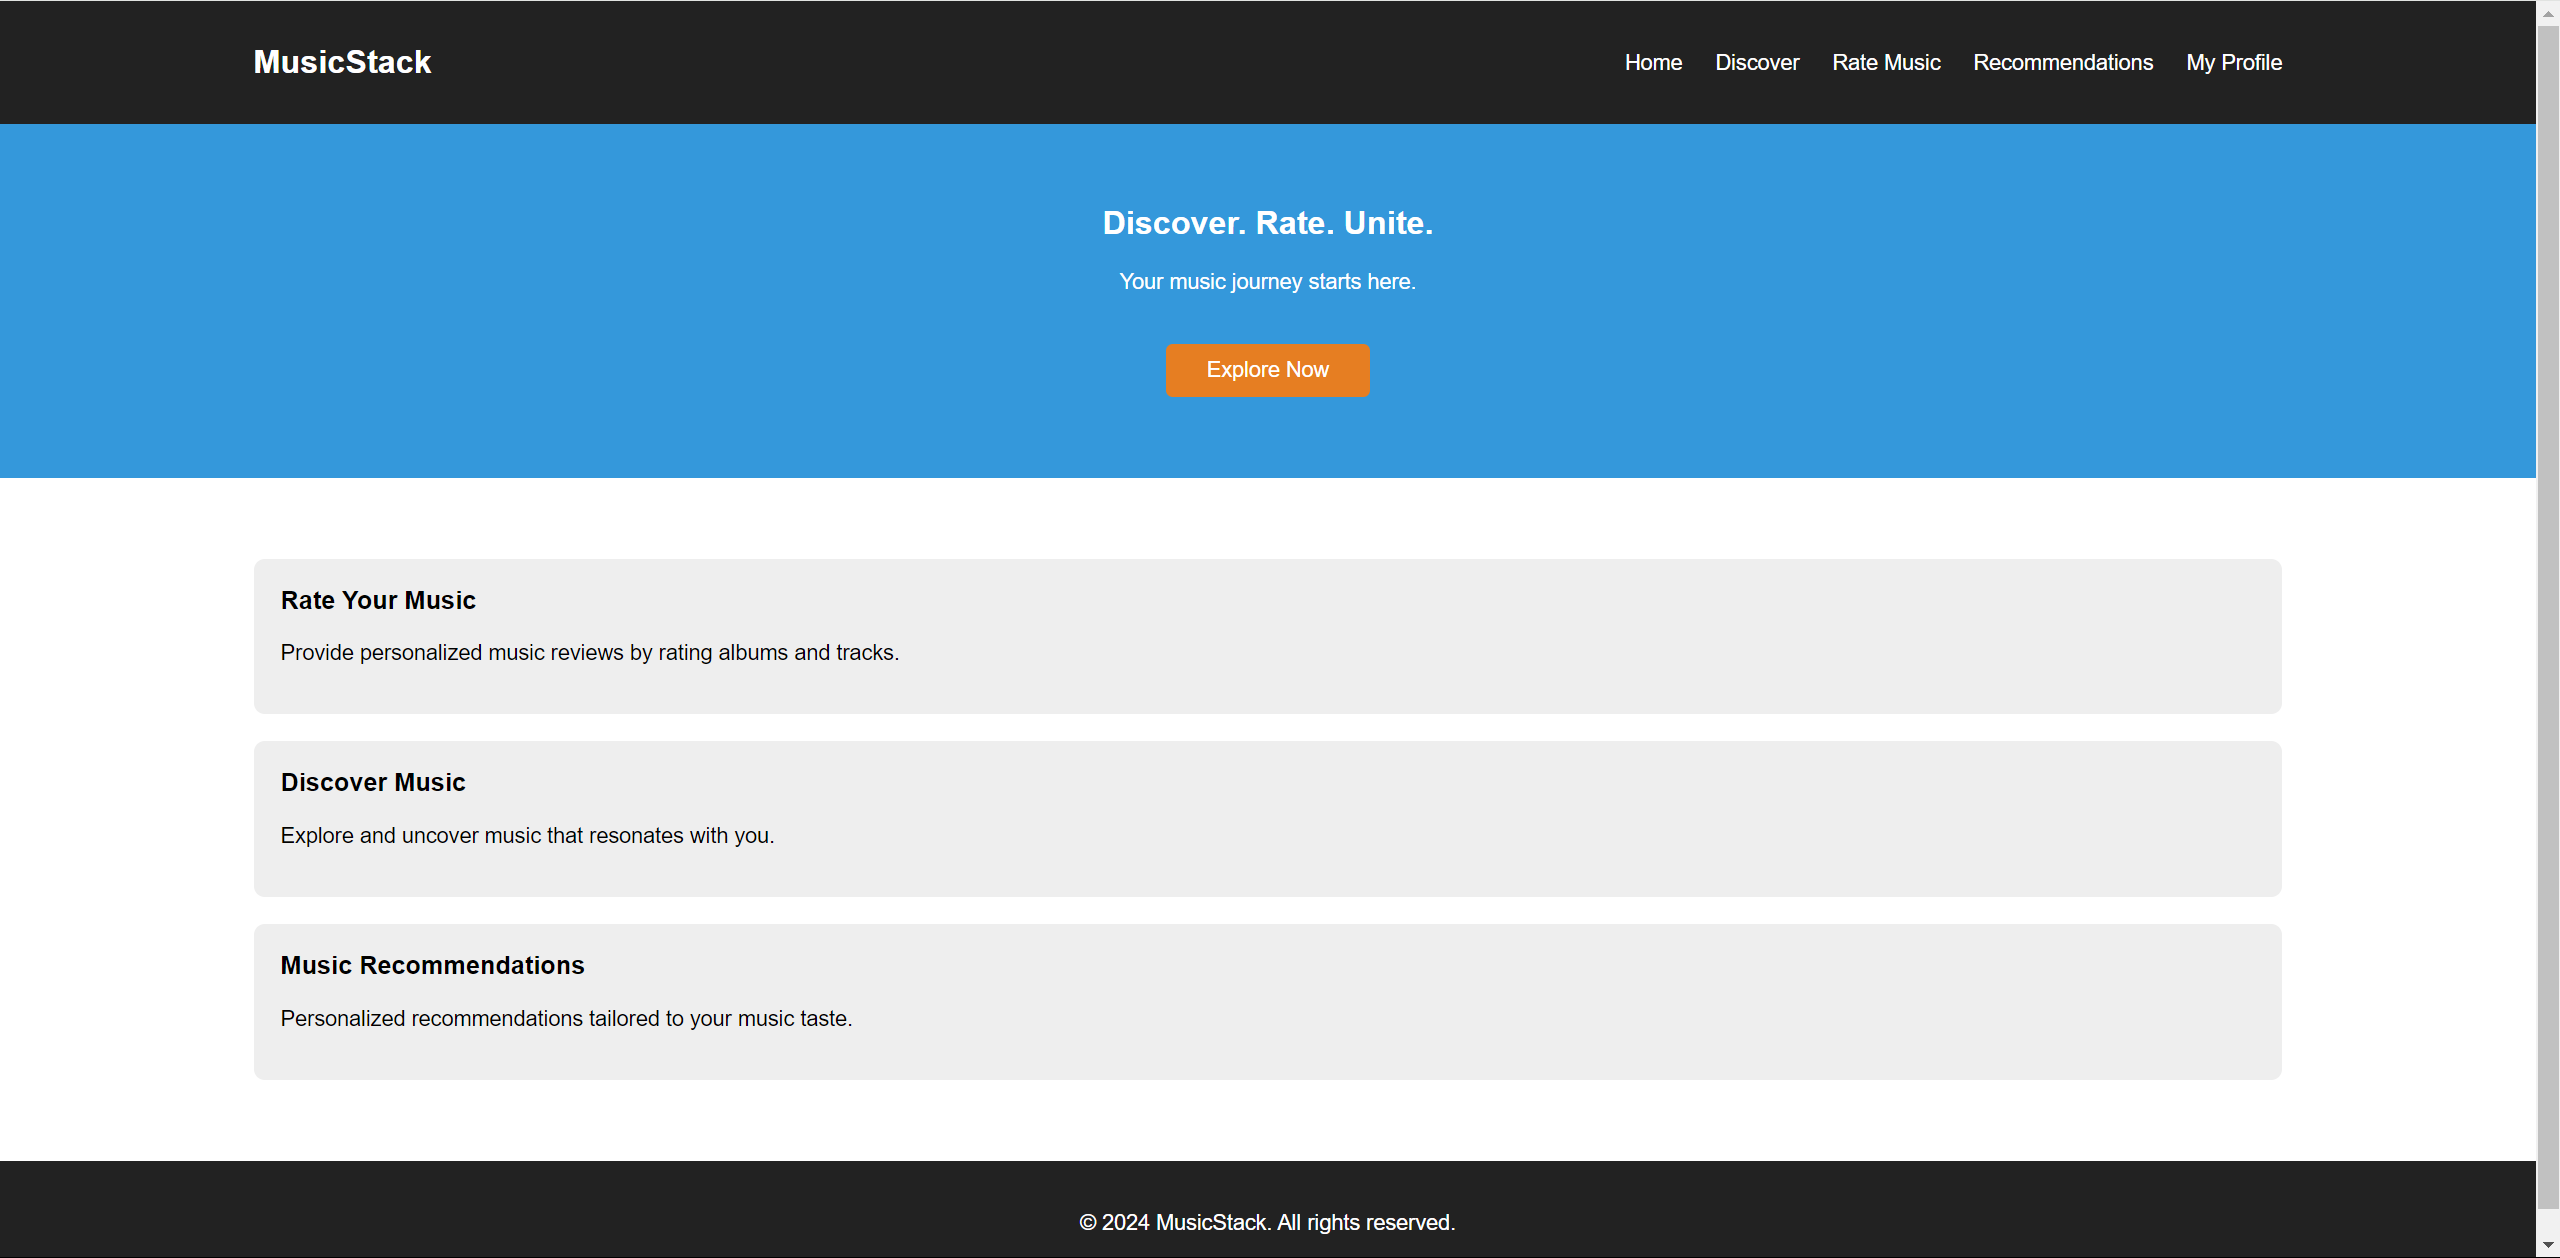 MusicStack
Home Discover Rate Music Recommendations My Profile
Discover. Rate. Unite.
Your music journey starts here.
Explore Now
Rate Your Music
Provide personalized music reviews by rating albums and tracks.
Discover Music
Explore and uncover music that resonates with you.
Music Recommendations
Personalized recommendations tailored to your music taste.
© 2024 MusicStack. All rights reserved.